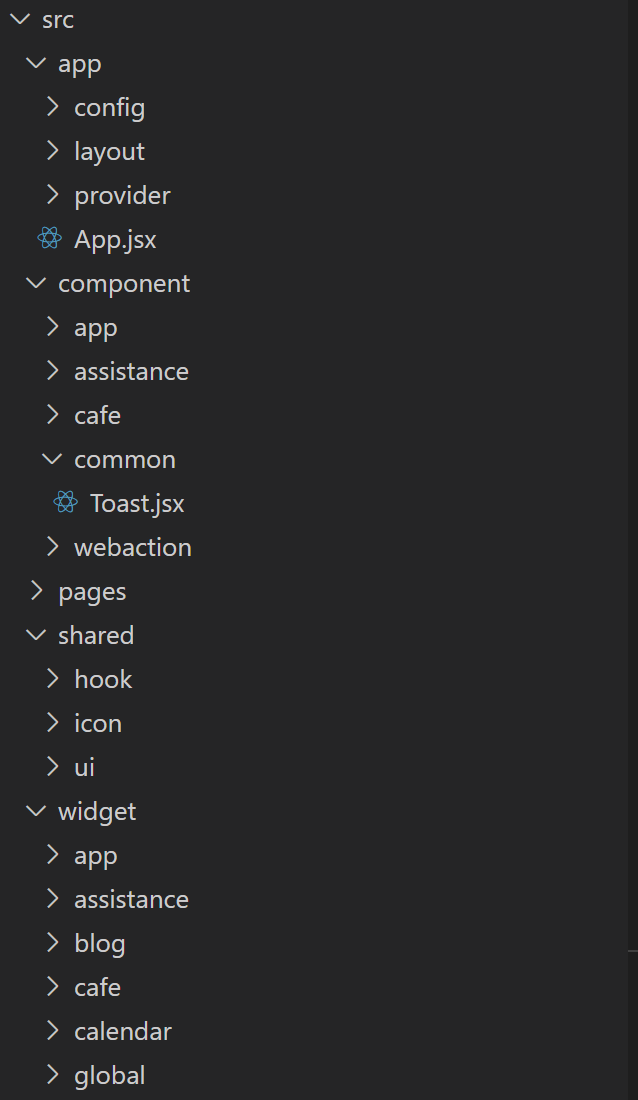 src
app
config
layout
provider
App.jsx
component
app
assistance
cafe
common
Toast.jsx
webaction
pages
shared
hook
icon
ui
widget
app
assistance
blog
cafe
calendar
global